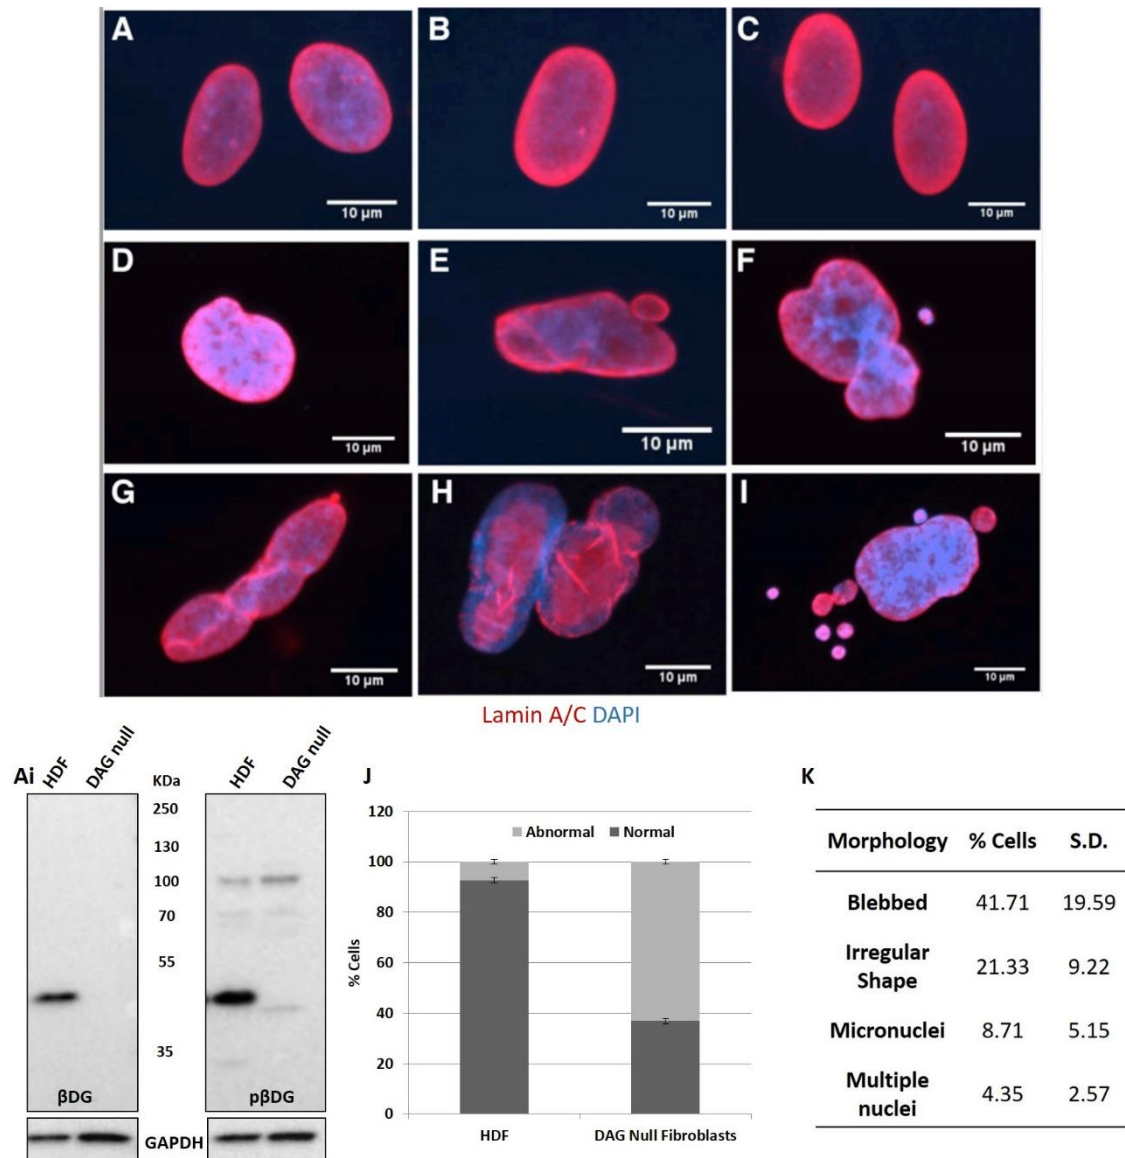 A
B
C
10 µm
10 µm
10 µm
D
E
F
10 µm
10 µm
10 µm
G
H
I
10 µm
10 µm
10 µm
Lamin A/C DAPI
Ai
HDF
DAG null
KDa
250
130
100
70
55
35
HDF
DAG null
βDG
pβDG
GAPDH
J
120
100
80
60
40
20
0
% Cells
Abnormal
Normal
HDF
DAG Null Fibroblasts
K
Morphology % Cells S.D.
Blebbed 41.71 19.59
Irregular
Shape 21.33 9.22
Micronuclei 8.71 5.15
Multiple
nuclei 4.35 2.57